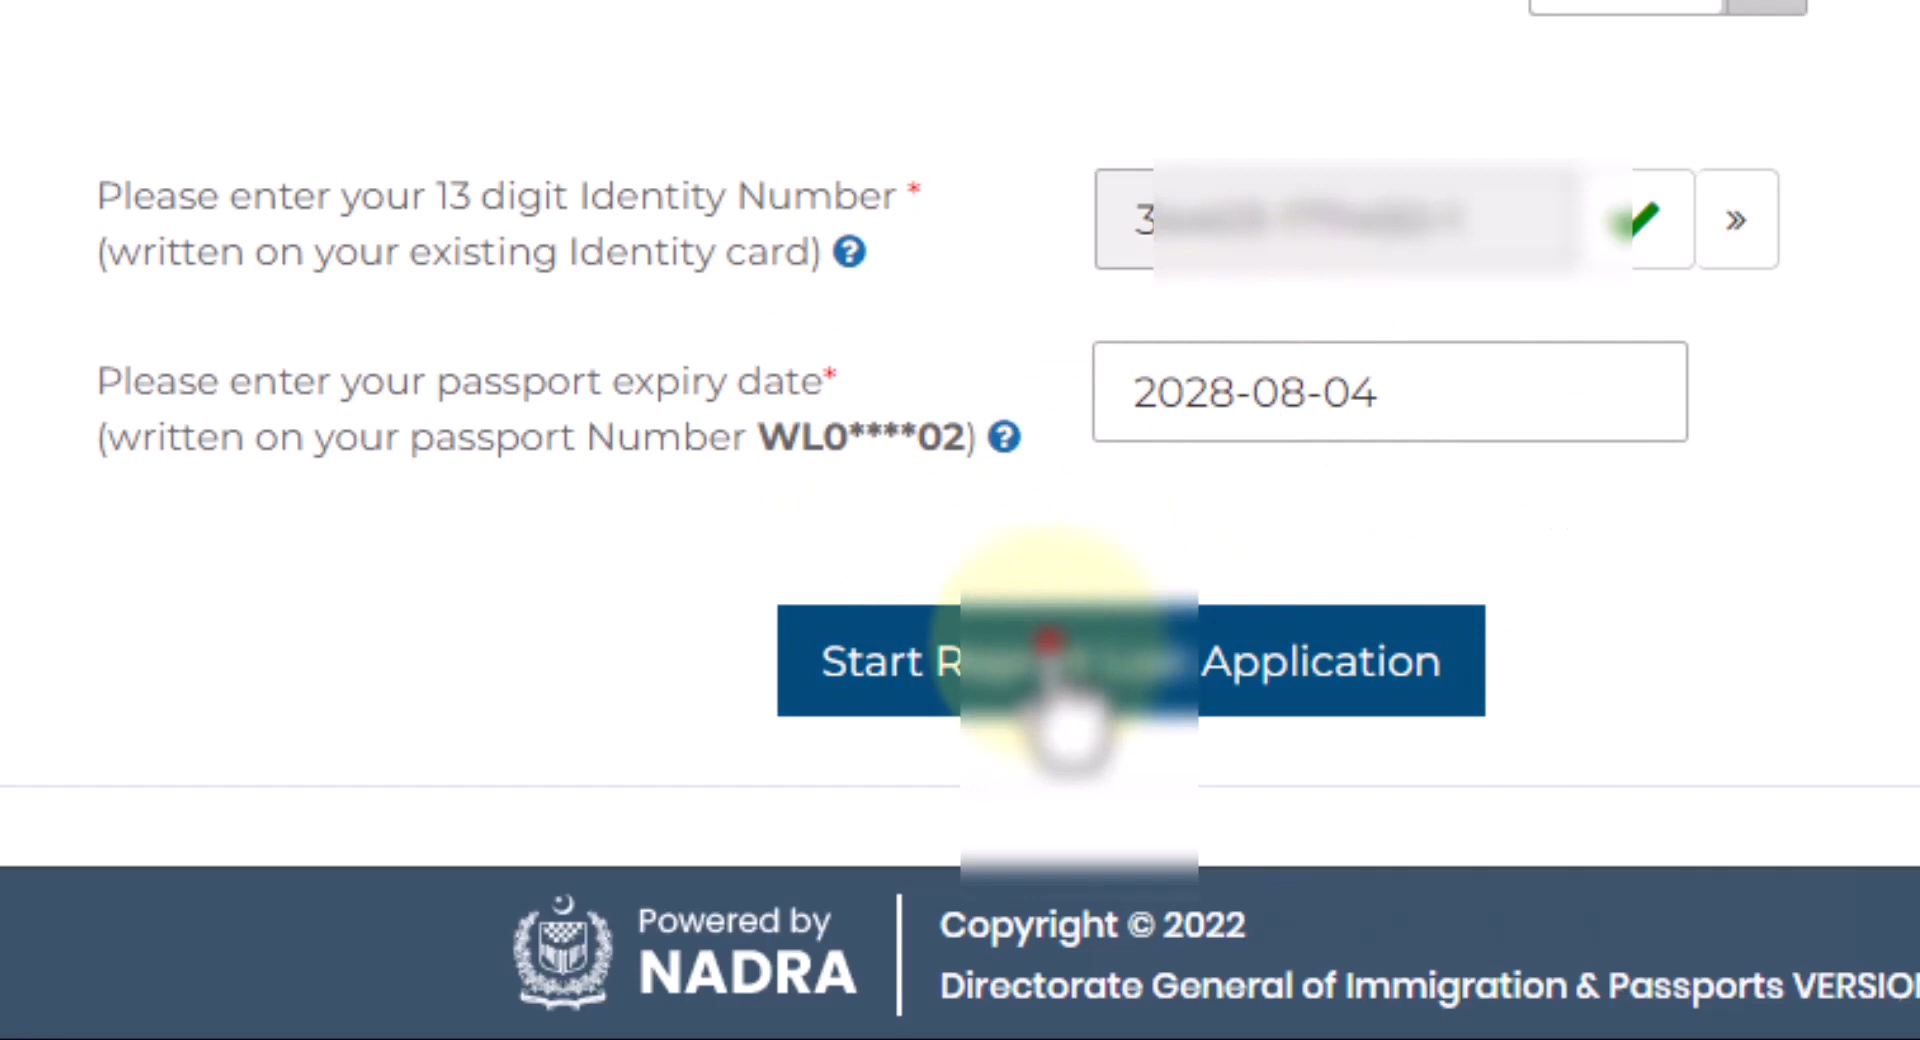 Please enter your 13 digit Identity Number *
(written on your existing Identity card) ?
3
»
Please enter your passport expiry date*
(written on your passport Number WL0****02) ?
2028-08-04
Start Application
Powered by
NADRA
Copyright © 2022
Directorate General of Immigration & Passports